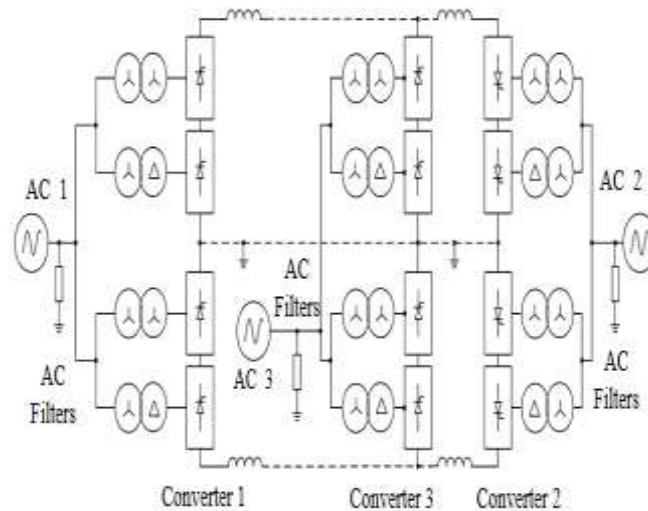 AC 1
AC 2
AC
Filters
AC 3
AC
Filters
AC
Filters
Converter 1
Converter 3
Converter 2